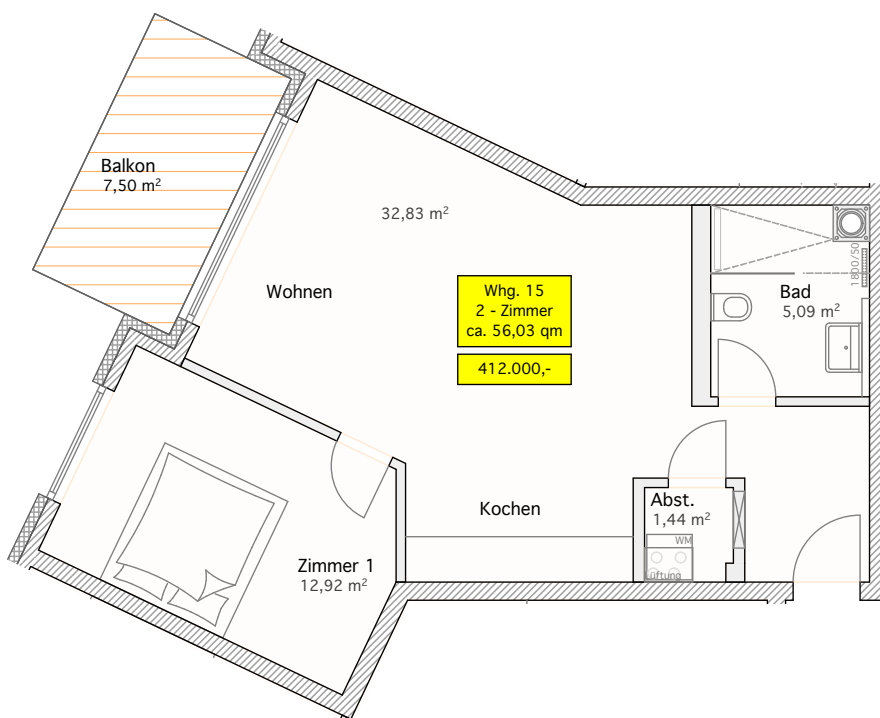 Balkon
7,50 m²
32,83 m²
Wohnen
Whg. 15
2 - Zimmer
ca. 56,03 qm
412.000,-
1800/50
Bad
5,09 m²
Kochen
Abst.
1,44 m²
WM
Lüftung
Zimmer 1
12,92 m²